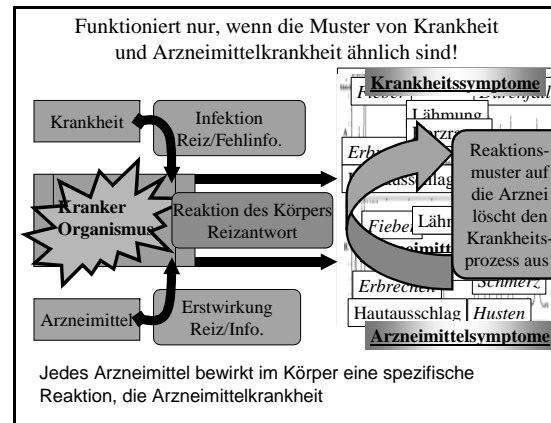 Funktioniert nur, wenn die Muster von Krankheit
und Arzneimittelkrankheit ähnlich sind!
Krankheit
Infektion
Reiz/Fehlinfo.
Kranker
Organismus
Reaktion des Körpers
Reizantwort
Arzneimittel
Erstwirkung
Reiz/Info.
Krankheitssymptome
Fieber
Durchfall
Lähmung
Reaktions-
muster auf
die Arznei
löscht den
Krankheits-
prozess aus
Fieber
Erbrechen
Schmerz
Hautausschlag
Husten
Arzneimittelsymptome
Jedes Arzneimittel bewirkt im Körper eine spezifische
Reaktion, die Arzneimittelkrankheit